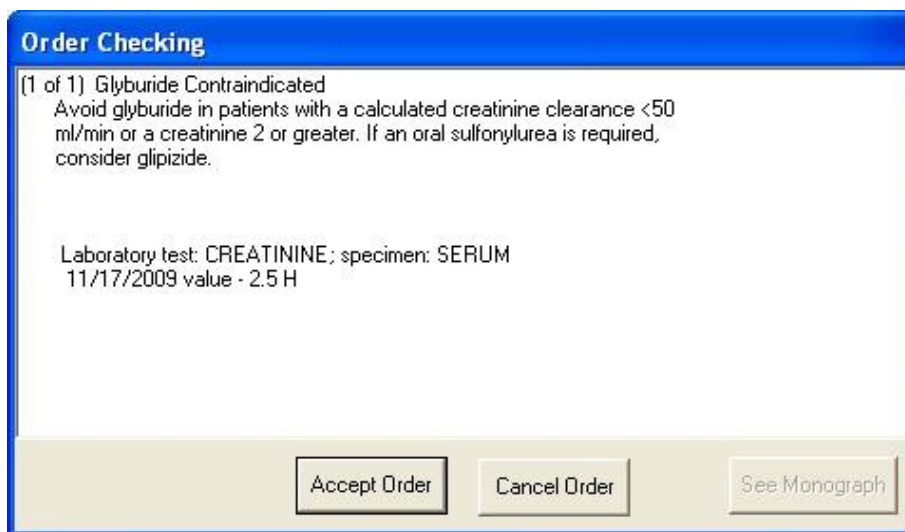 Order Checking
(1 of 1) Glyburide Contraindicated
Avoid glyburide in patients with a calculated creatinine clearance <50
ml/min or a creatinine 2 or greater. If an oral sulfonylurea is required,
consider glipizide.
Laboratory test: CREATININE; specimen: SERUM
11/17/2009 value - 2.5 H
Accept Order Cancel Order See Monograph